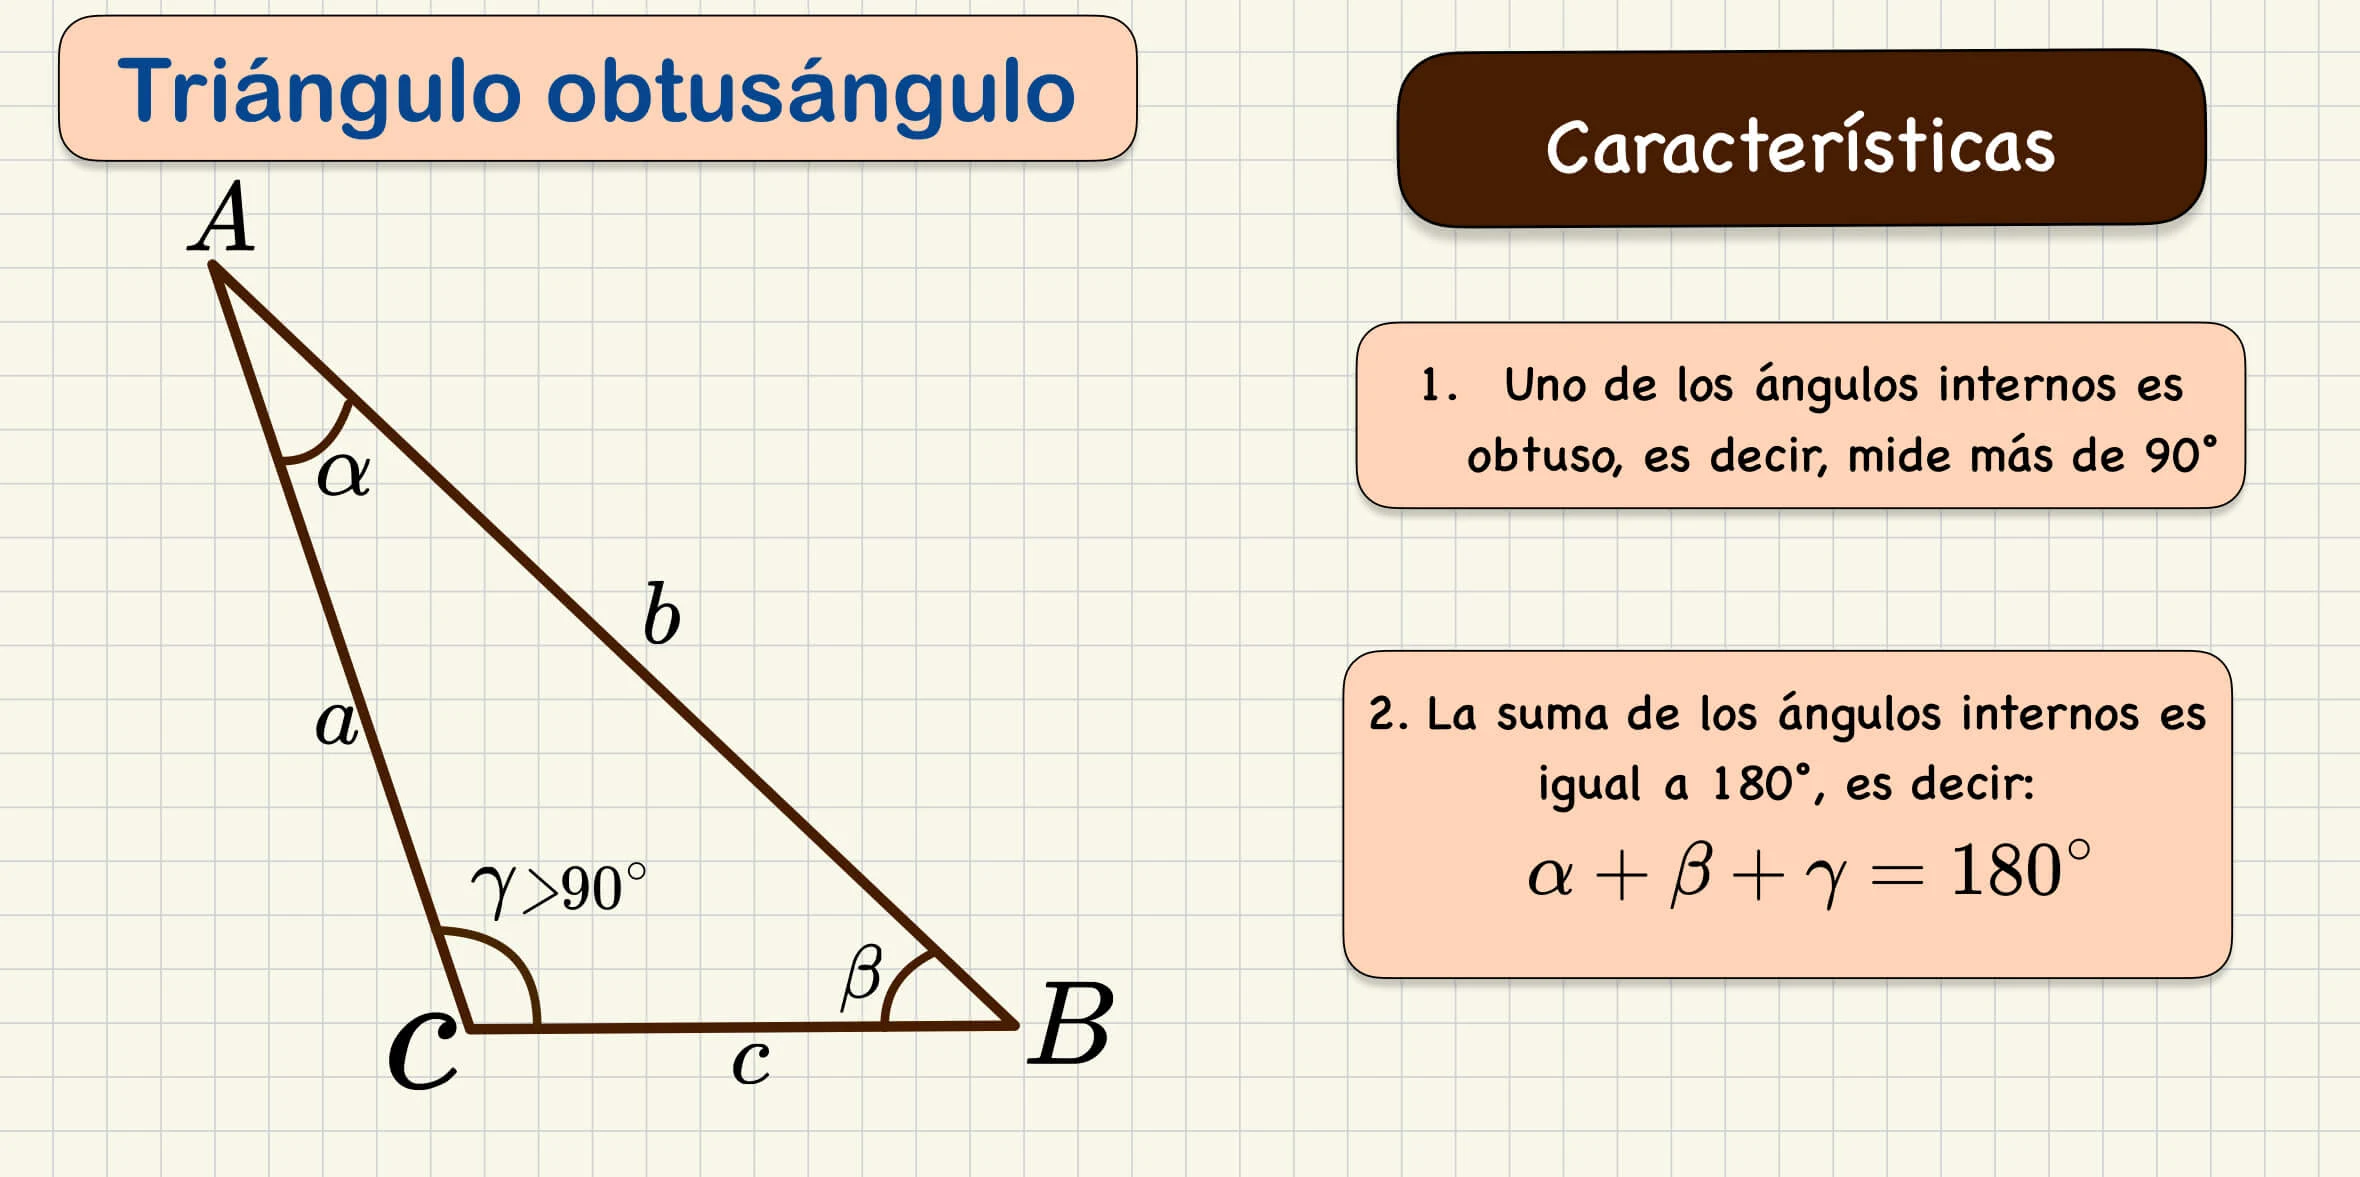 Triángulo obtusángulo
Características
A
α
b
a
γ>90°
β
C
c
B
1. Uno de los ángulos internos es
obtuso, es decir, mide más de 90°
2. La suma de los ángulos internos es
igual a 180°, es decir:
α + β + γ = 180°